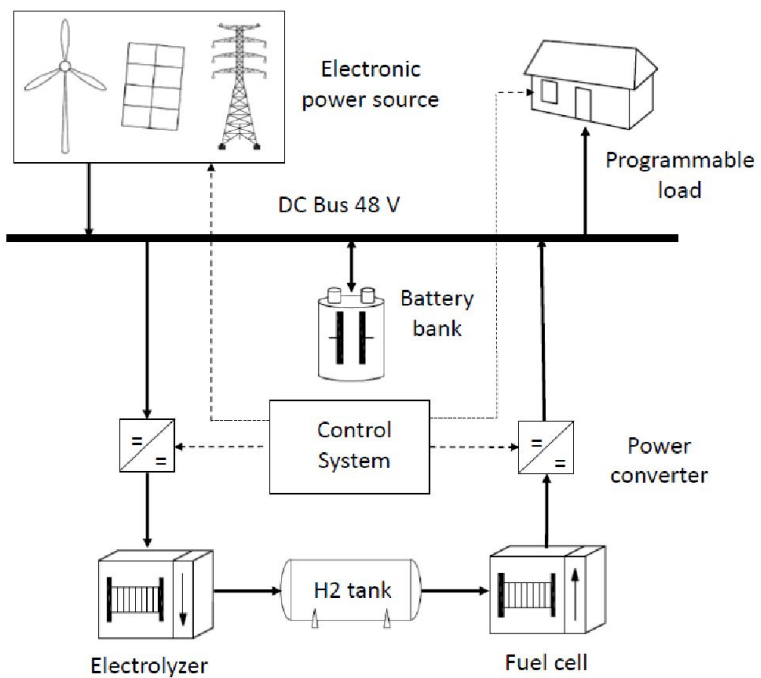 Electronic
power source
Programmable
load
DC Bus 48 V
Battery
bank
Control
System
Power
converter
=
=
=
=
H2 tank
Electrolyzer
Fuel cell